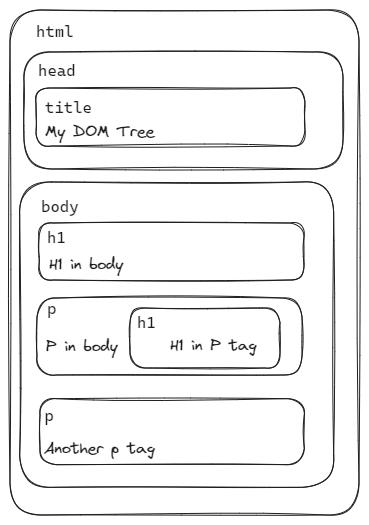 html
head
title
My DOM Tree
body
h1
H1 in body
p
P in body
h1
H1 in P tag
p
Another p tag